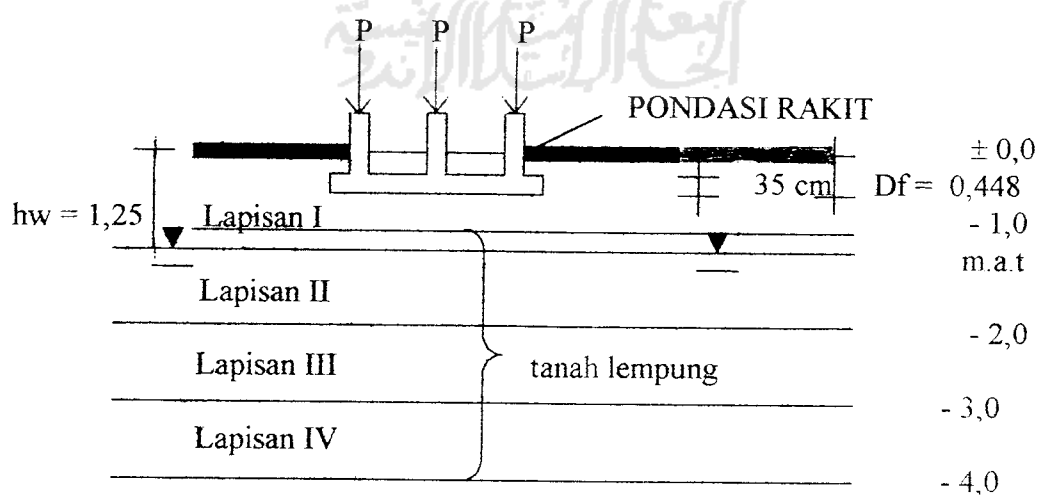 P P P
PONDASI RAKIT
± 0,0
35 cm Df = 0,448
hw = 1,25 Lapisan I - 1,0
m.a.t
Lapisan II
- 2,0
Lapisan III tanah lempung
- 3,0
Lapisan IV
- 4,0